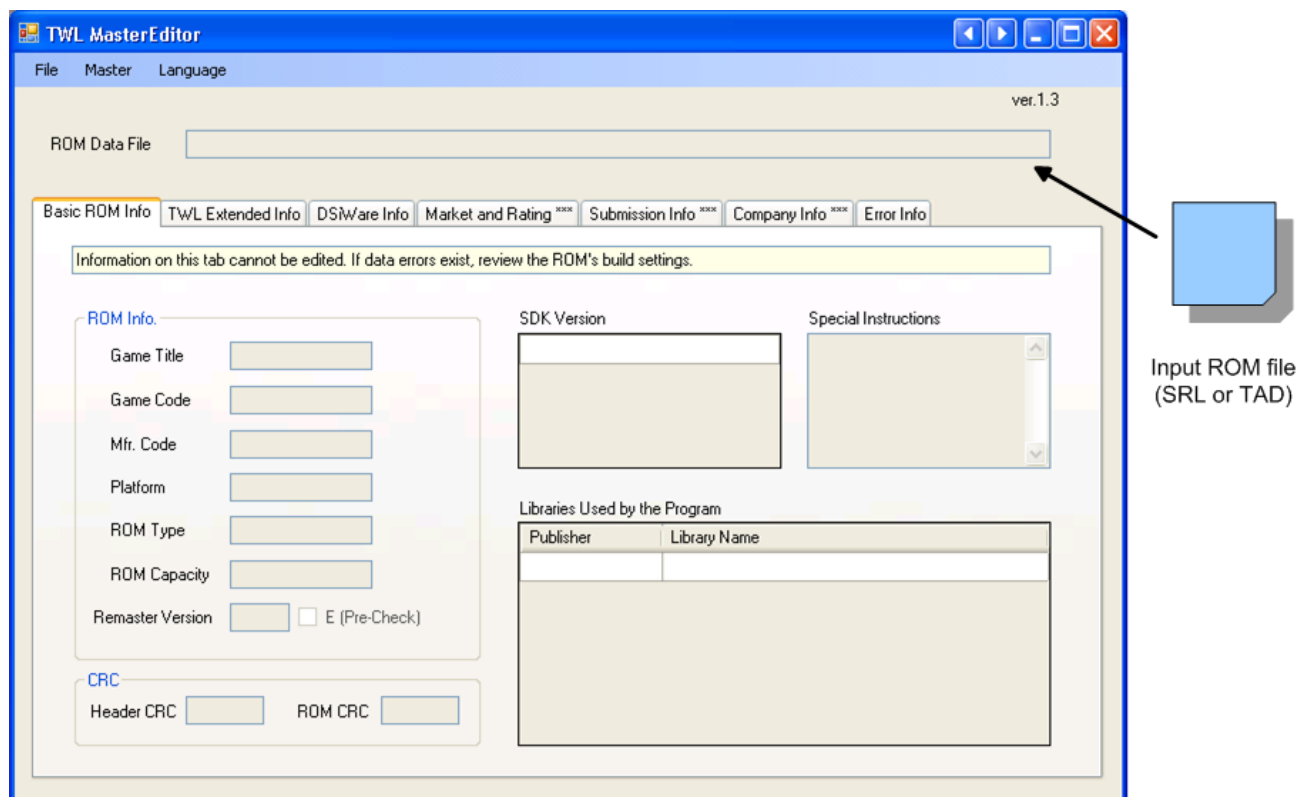 TWL MasterEditor
File Master Language
ver.1.3
ROM Data File
Basic ROM Info TWL Extended Info DSiWare Info Market and Rating *** Submission Info *** Company Info *** Error Info
Information on this tab cannot be edited. If data errors exist, review the ROM's build settings.
ROM Info.
Game Title
Game Code
Mfr. Code
Platform
ROM Type
ROM Capacity
Remaster Version E (Pre-Check)
CRC
Header CRC ROM CRC
SDK Version
Special Instructions
Libraries Used by the Program
Publisher Library Name
Input ROM file
(SRL or TAD)